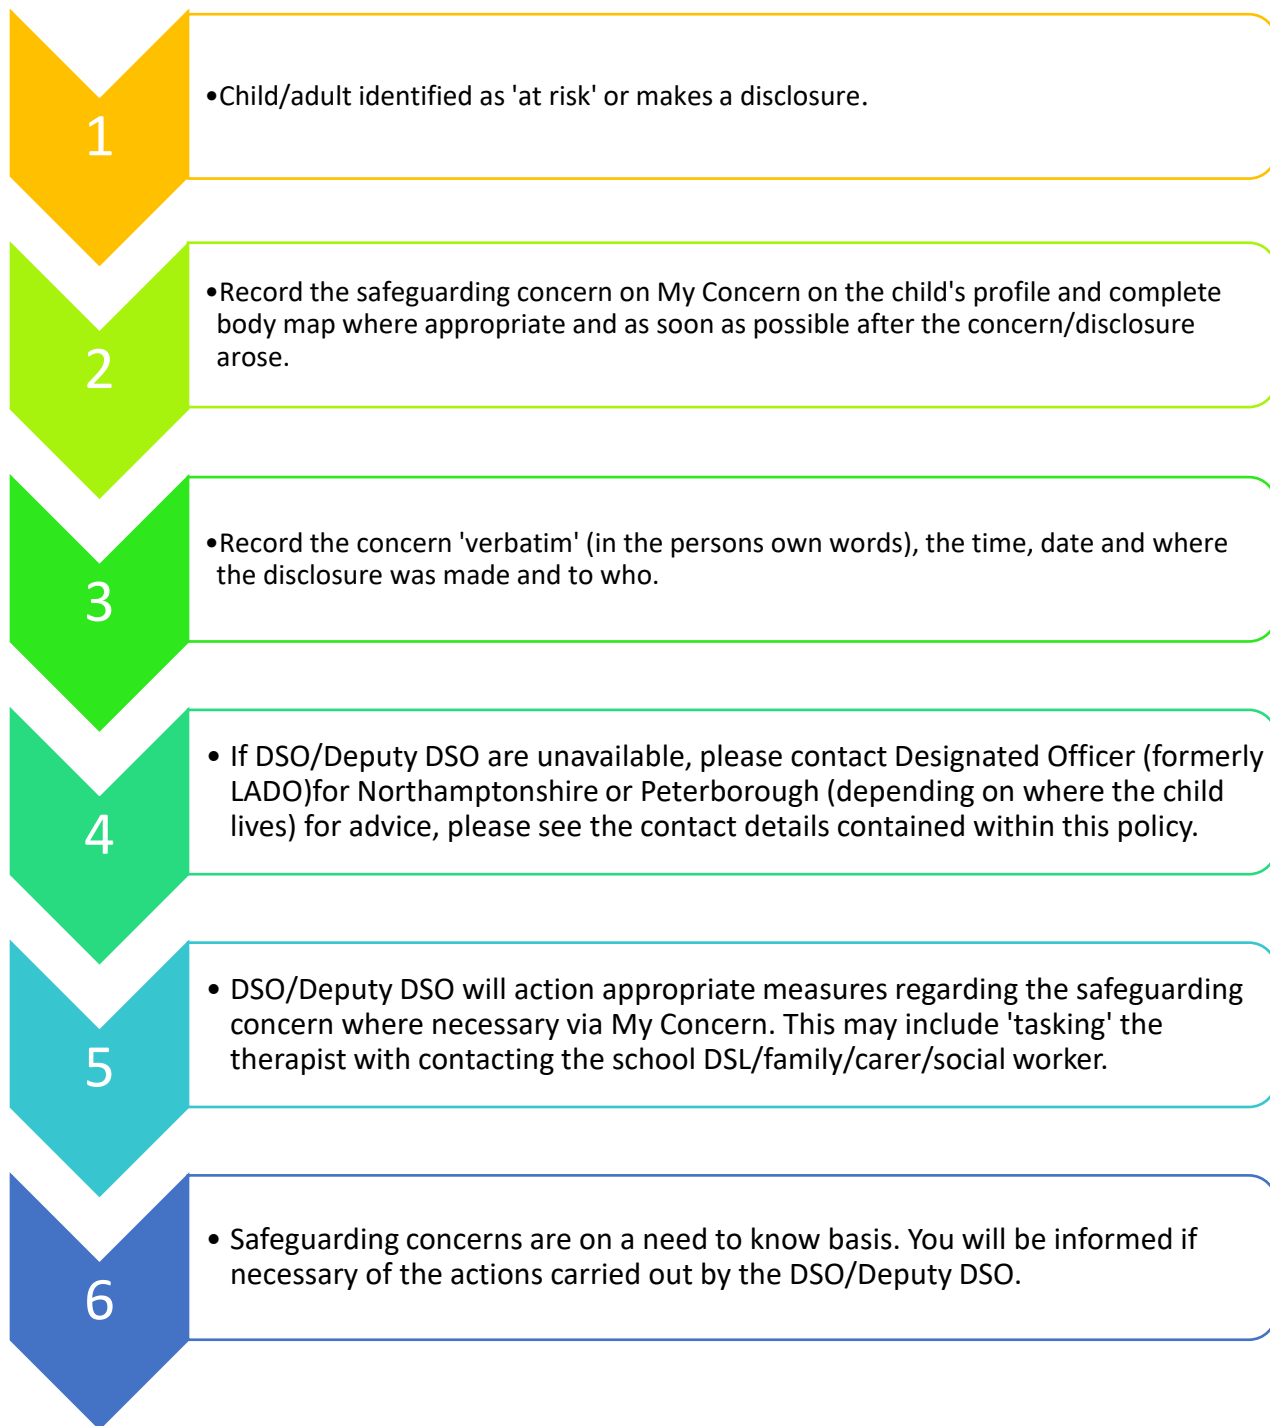 1
•Child/adult identified as 'at risk' or makes a disclosure.
2
•Record the safeguarding concern on My Concern on the child's profile and complete
body map where appropriate and as soon as possible after the concern/disclosure
arose.
3
•Record the concern 'verbatim' (in the persons own words), the time, date and where
the disclosure was made and to who.
4
• If DSO/Deputy DSO are unavailable, please contact Designated Officer (formerly
LADO)for Northamptonshire or Peterborough (depending on where the child
lives) for advice, please see the contact details contained within this policy.
5
• DSO/Deputy DSO will action appropriate measures regarding the safeguarding
concern where necessary via My Concern. This may include 'tasking' the
therapist with contacting the school DSL/family/carer/social worker.
6
• Safeguarding concerns are on a need to know basis. You will be informed if
necessary of the actions carried out by the DSO/Deputy DSO.